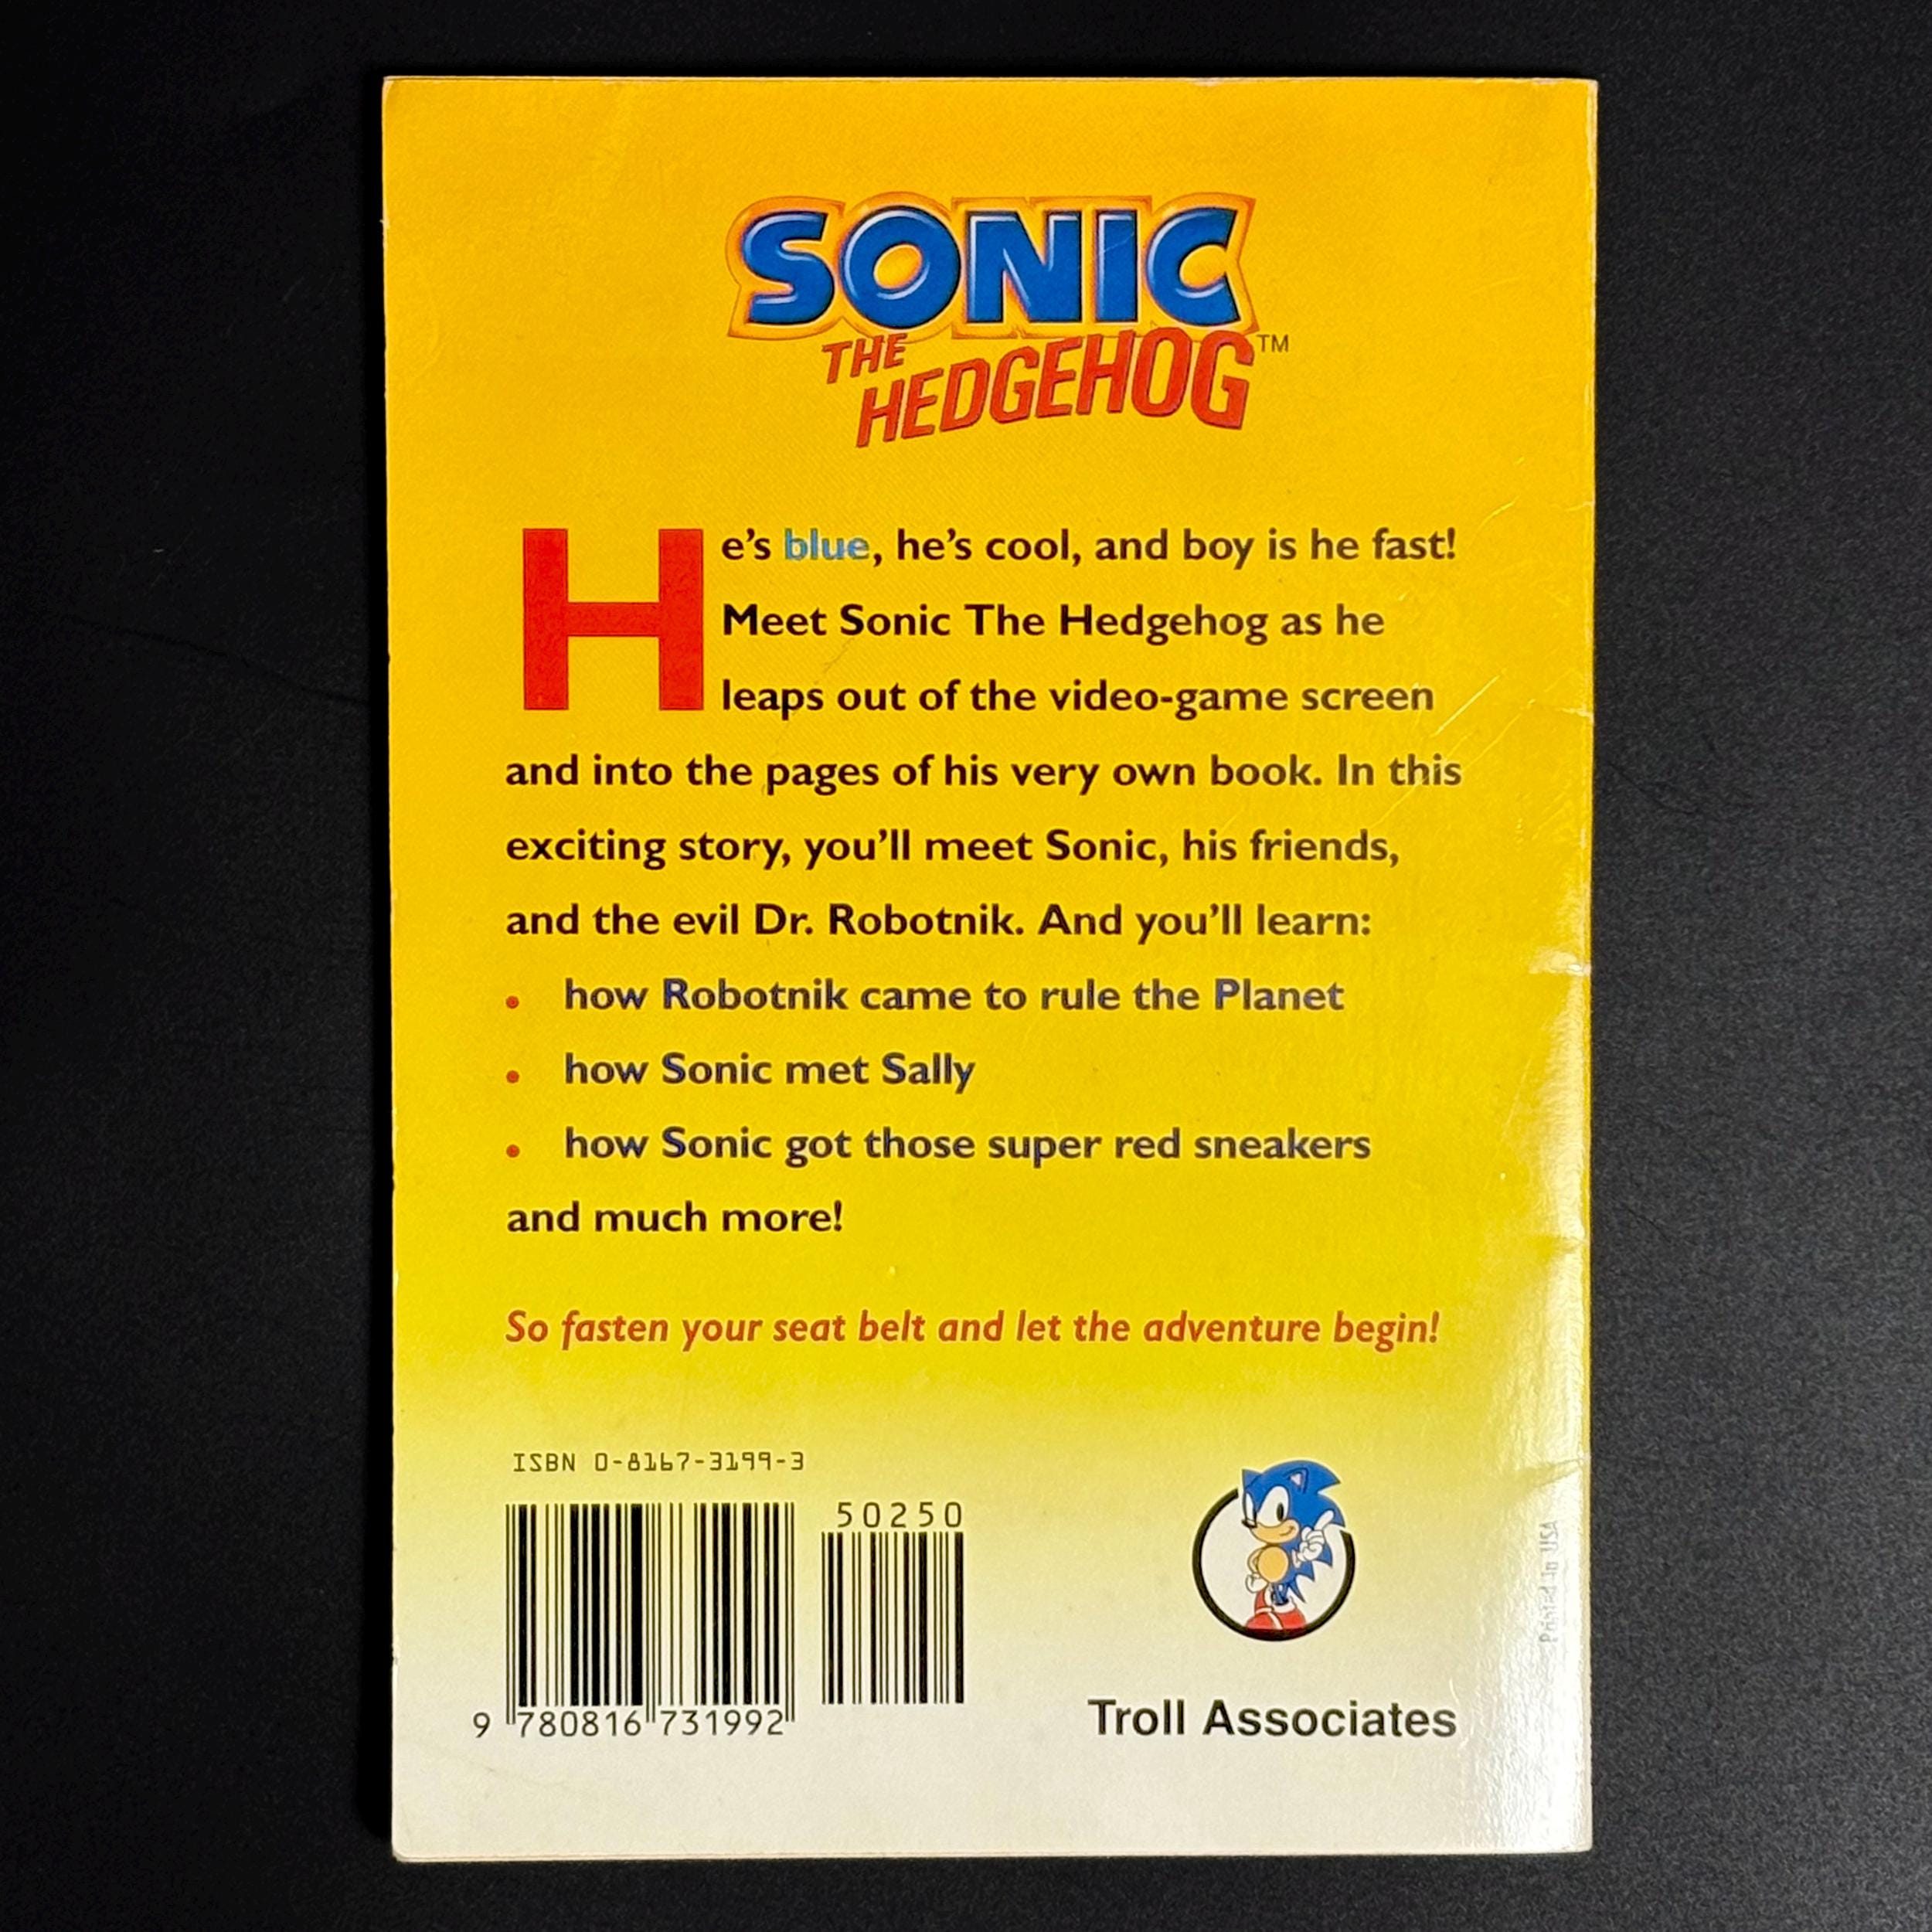 SONIC
THE
HEDGEHOG™
He's blue, he's cool, and boy is he fast!
Meet Sonic The Hedgehog as he
leaps out of the video-game screen
and into the pages of his very own book. In this
exciting story, you'll meet Sonic, his friends,
and the evil Dr. Robotnik. And you'll learn:
• how Robotnik came to rule the Planet
• how Sonic met Sally
• how Sonic got those super red sneakers
and much more!
So fasten your seat belt and let the adventure begin!
ISBN 0-8167-3199-3
50250
9 780816 731992
Printed in USA
Troll Associates